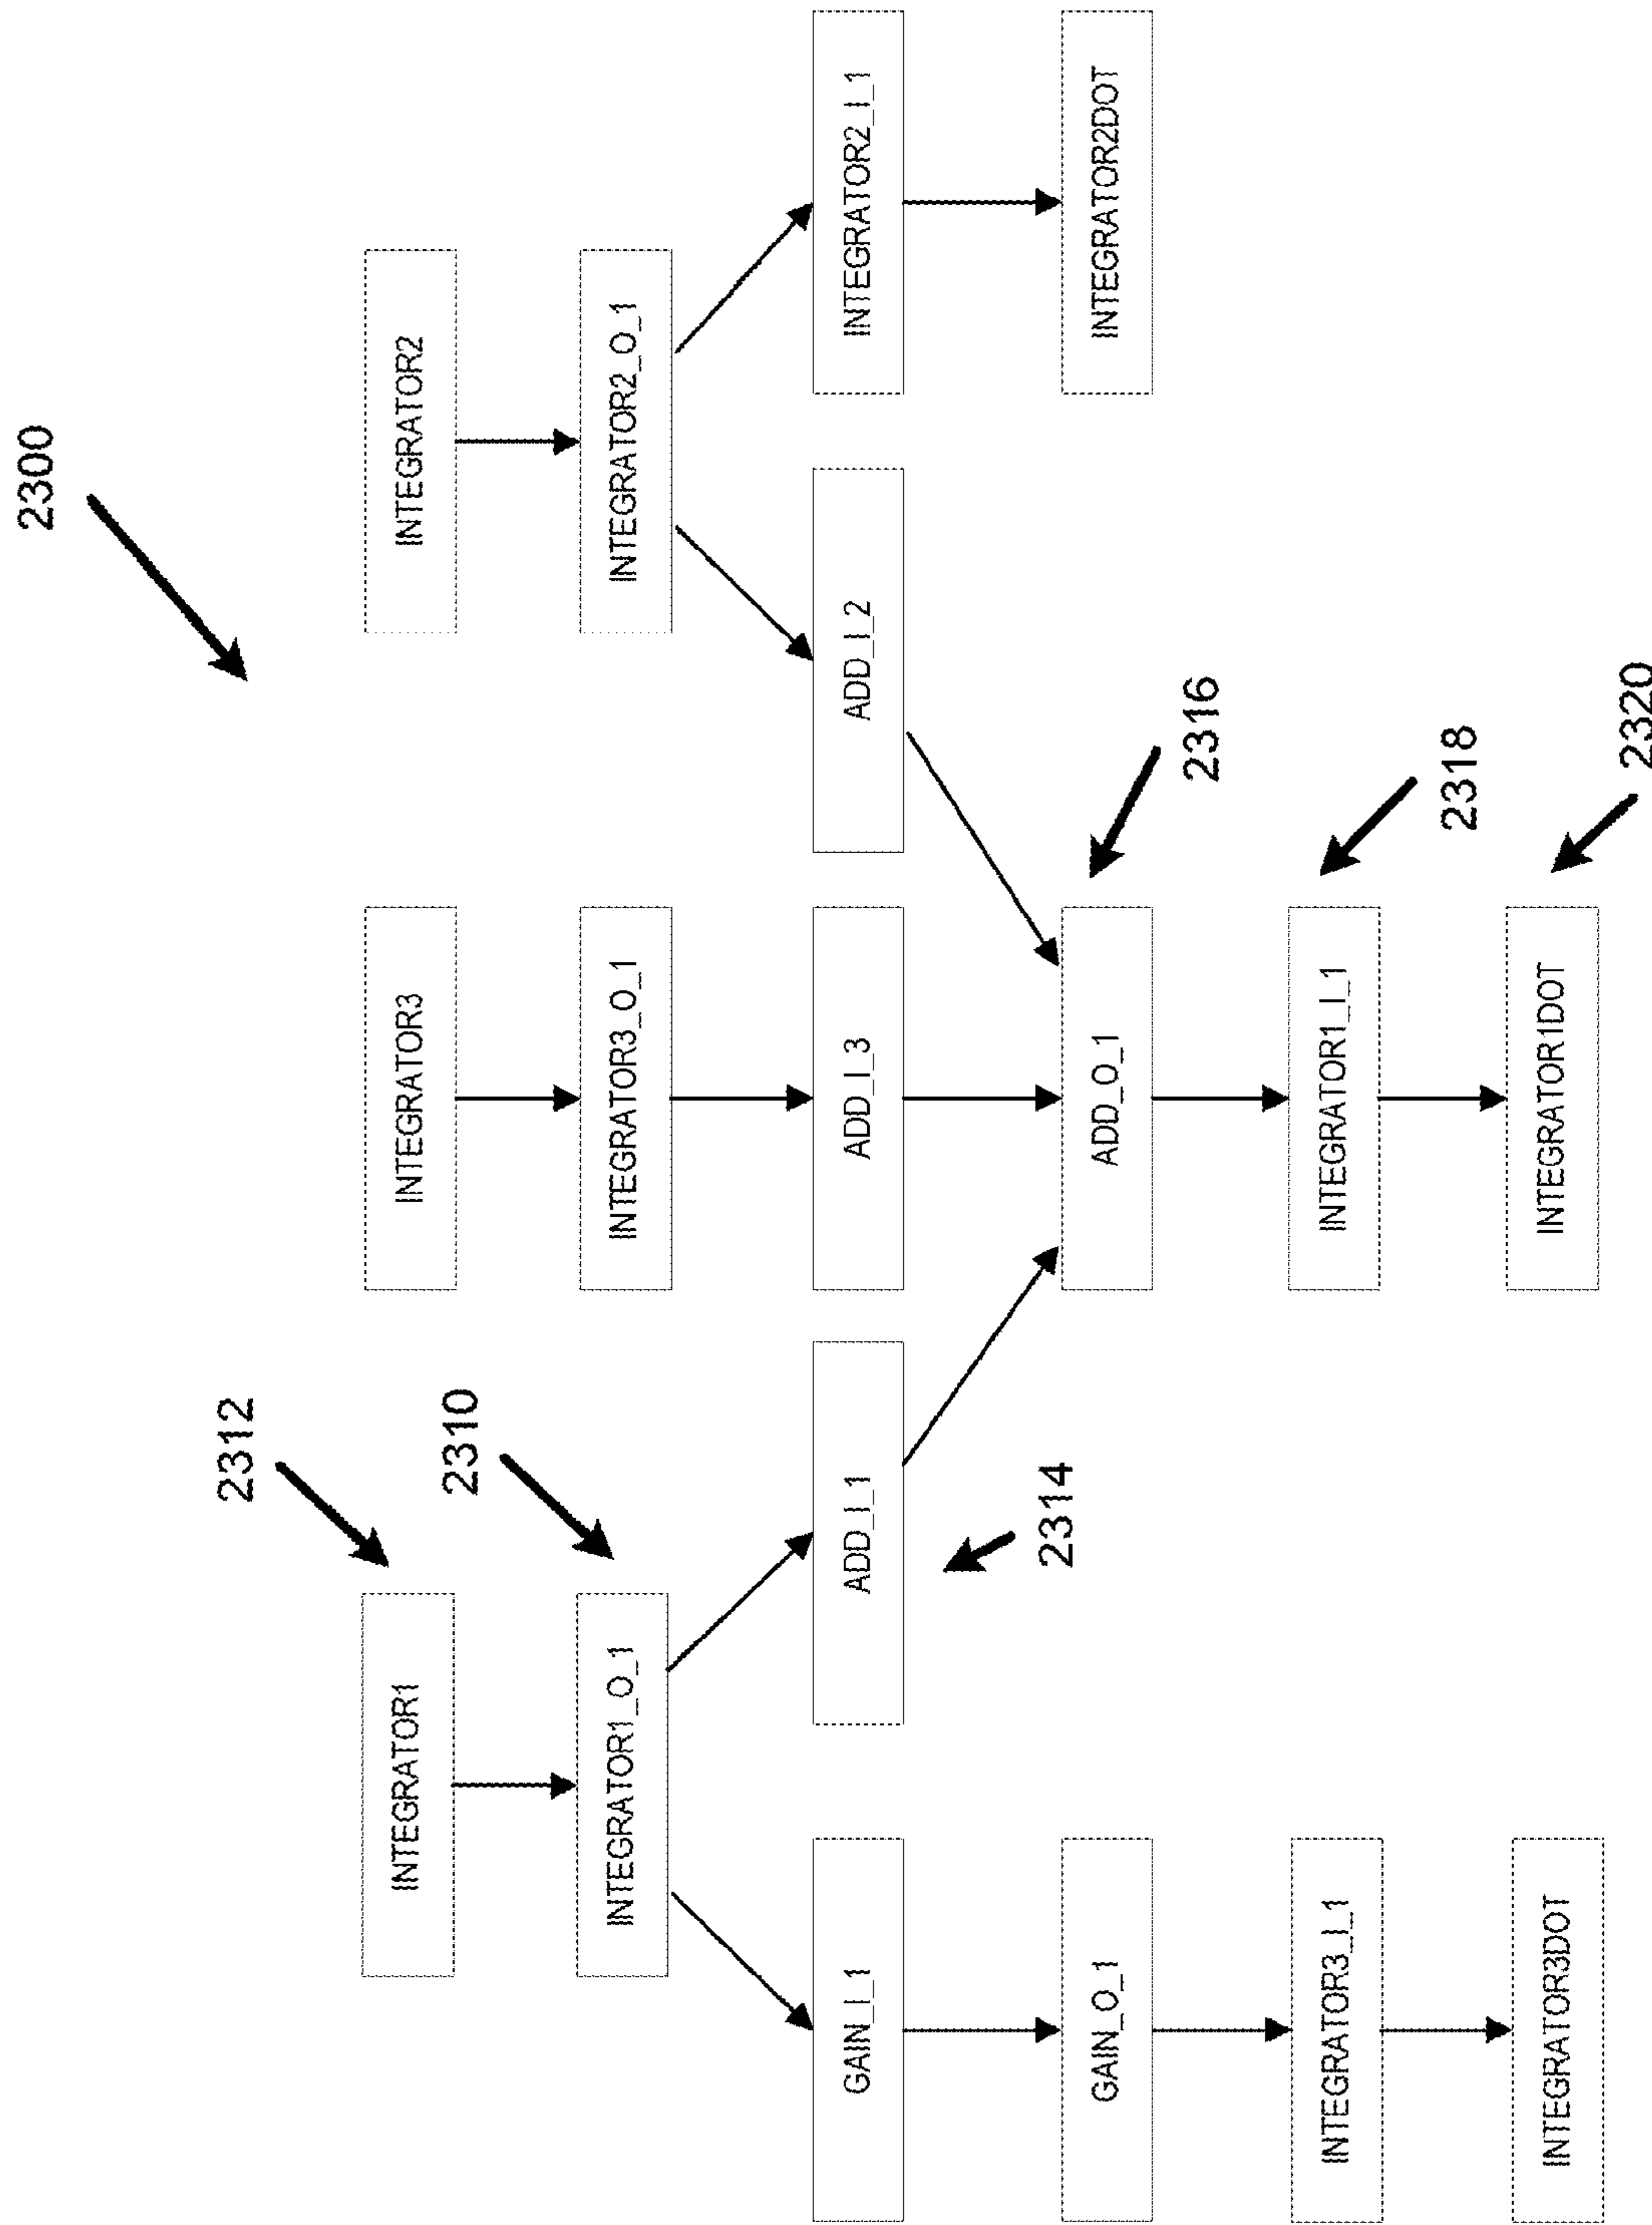 2300
2312
INTEGRATOR1
INTEGRATOR3
INTEGRATOR2
2310
INTEGRATOR1_O_1
INTEGRATOR3_O_1
INTEGRATOR2_O_1
GAIN_I_1
ADD_I_1
ADD_I_3
ADD_I_2
INTEGRATOR2_I_1
2314
GAIN_O_1
ADD_O_1
INTEGRATOR2DOT
2316
INTEGRATOR3_I_1
INTEGRATOR1_I_1
2318
INTEGRATOR3DOT
INTEGRATOR1DOT
2320